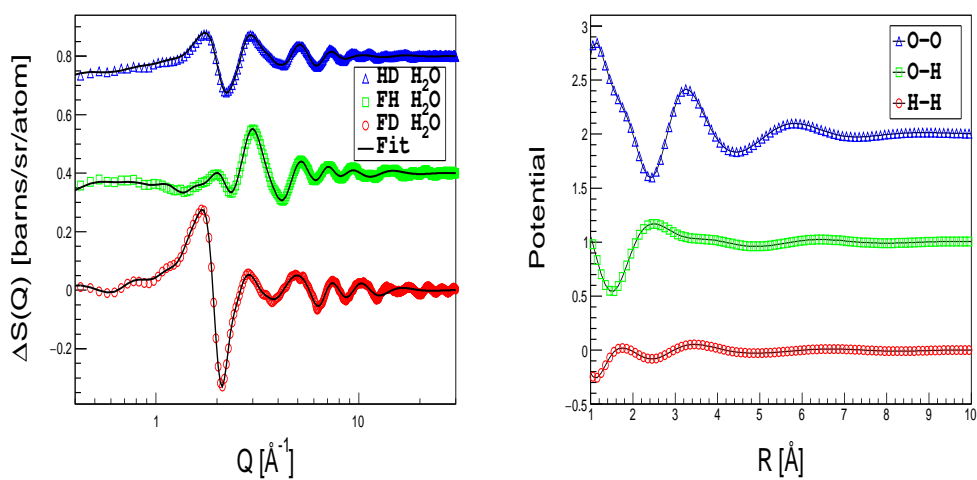 ΔS(Q) [barns/sr/atom]
0.8
0.6
0.4
0.2
0
−0.2
1
10
Q [Å⁻¹]
HD H₂O
FH H₂O
FD H₂O
Fit
Potential
3
2.5
2
1.5
1
0.5
0
−0.5
1 2 3 4 5 6 7 8 9 10
R [Å]
O−O
O−H
H−H